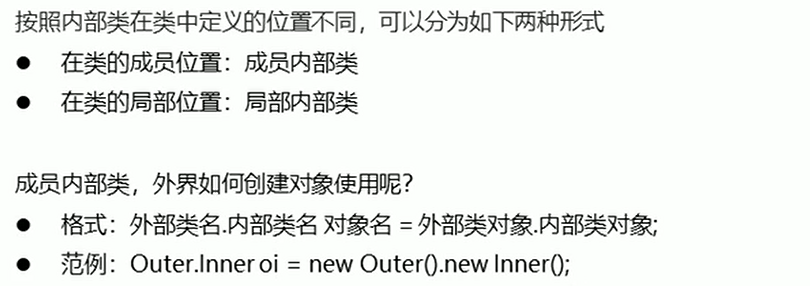 按照内部类在类中定义的位置不同，可以分为如下两种形式
● 在类的成员位置：成员内部类
● 在类的局部位置：局部内部类
成员内部类，外界如何创建对象使用呢？
● 格式：外部类名.内部类名 对象名 = 外部类对象.内部类对象;
● 范例：Outer.Inner oi = new Outer().new Inner();